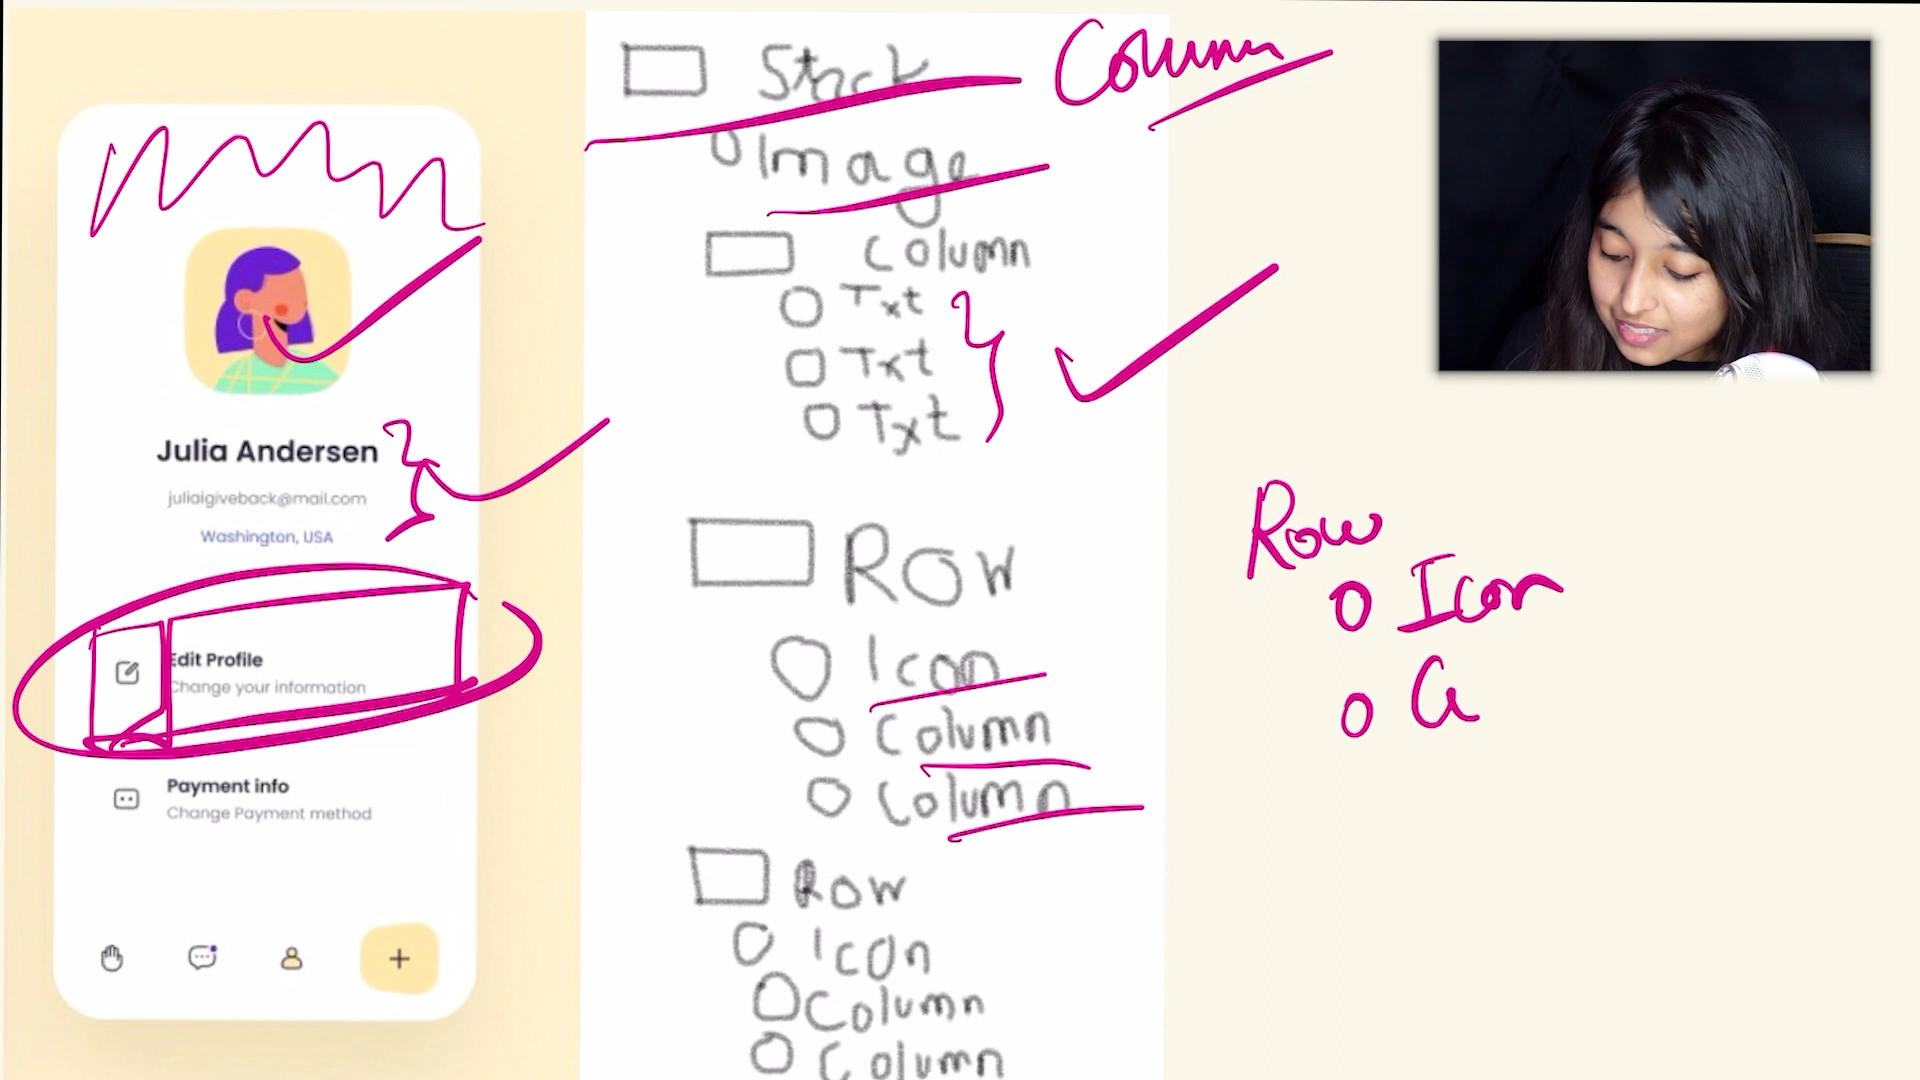 Julia Andersen
juliaigiveback@mail.com
Washington, USA
Edit Profile
Change your information
Payment info
Change Payment method
Stack
Image
Column
Txt
Txt
Txt
Row
Icon
Column
Column
Row
Icon
Column
Column
Column
Row
Icon